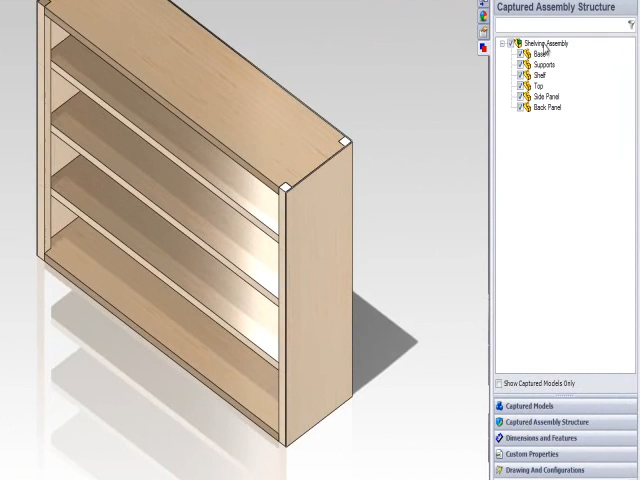 Captured Assembly Structure
Shelving Assembly
Base
Supports
Shelf
Top
Side Panel
Back Panel
Show Captured Models Only
Captured Models
Captured Assembly Structure
Dimensions and Features
Custom Properties
Drawing And Configurations